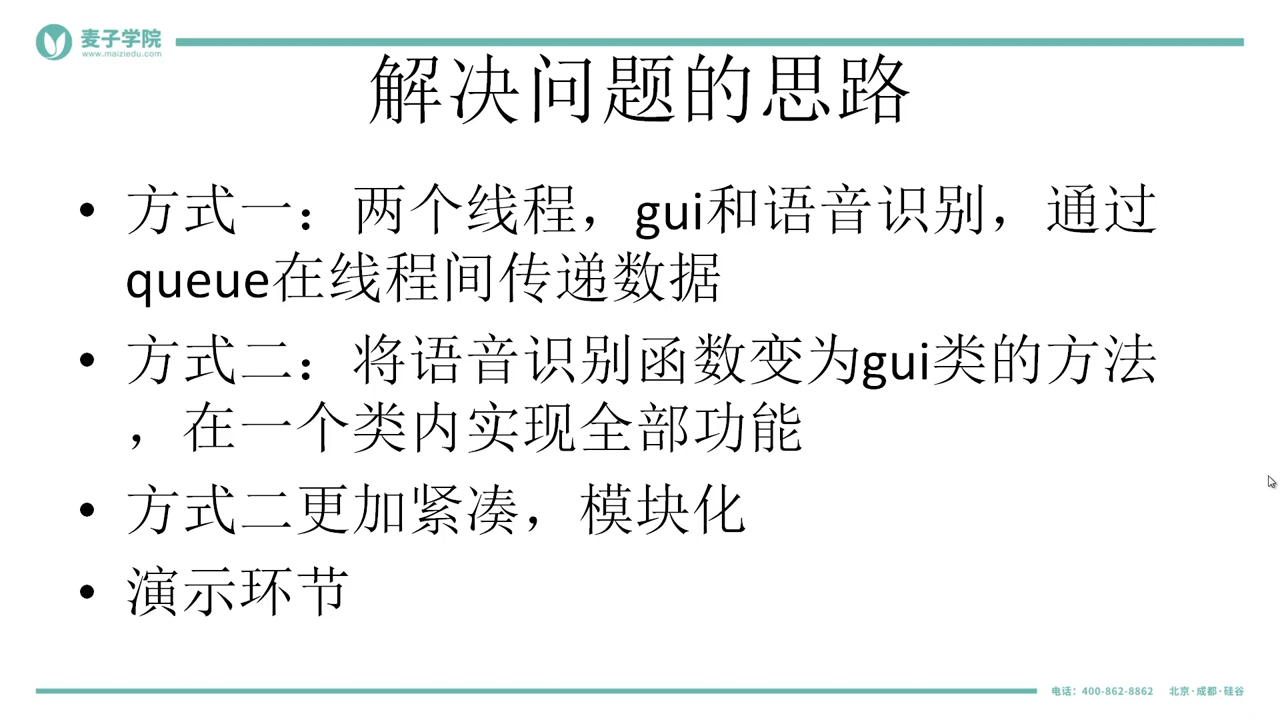 麦子学院
www.maiziedu.com
解决问题的思路
• 方式一：两个线程，gui和语音识别，通过
queue在线程间传递数据
• 方式二：将语音识别函数变为gui类的方法
，在一个类内实现全部功能
• 方式二更加紧凑，模块化
• 演示环节
电话：400-862-8862 北京·成都·硅谷